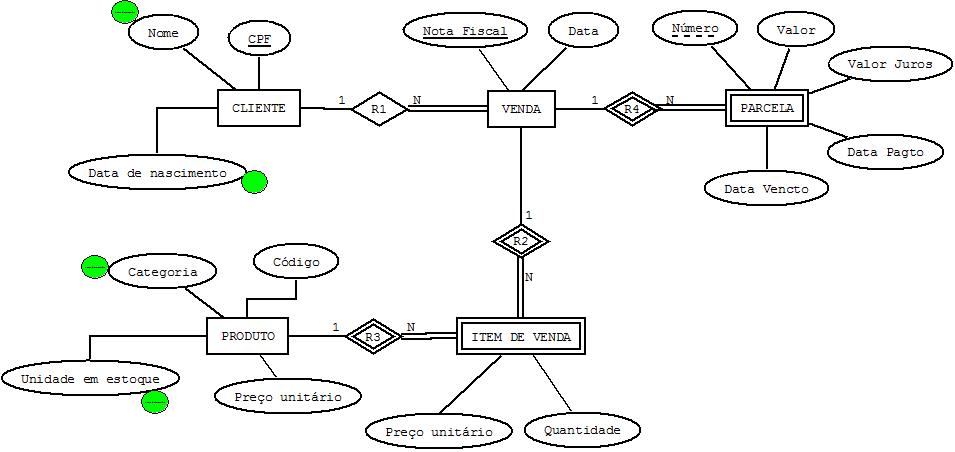 Nome
CPF
Nota Fiscal
Data
Número
Valor
Valor Juros
CLIENTE
1
R1
N
VENDA
1
R4
N
PARCELA
Data Pagto
Data de nascimento
Data Vencto
1
R2
N
Categoria
Código
PRODUTO
1
R3
N
ITEM DE VENDA
Unidade em estoque
Preço unitário
Preço unitário
Quantidade